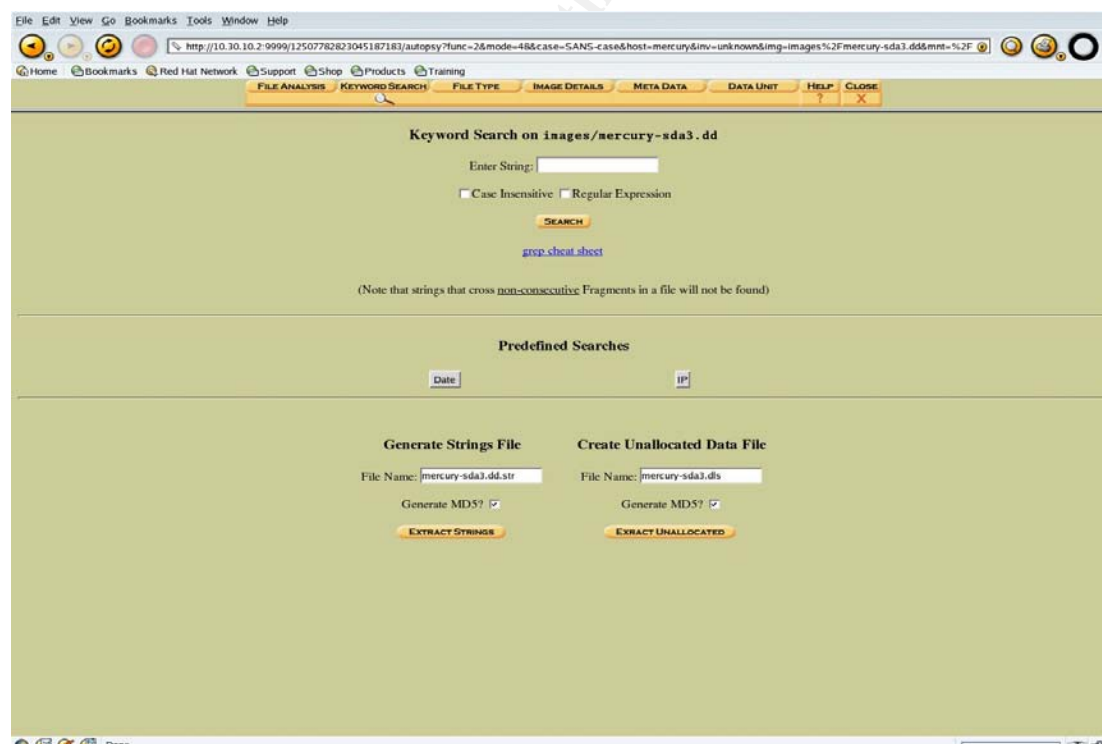 File Edit View Go Bookmarks Tools Window Help
http://10.30.10.2:9999/12507782823045187183/autopsy?func=2&mode=48&case=SANS-case&host=mercury&inv=unknown&img=images%2Fmercury-sda3.dd&mnt=%2F
Home Bookmarks Red Hat Network Support Shop Products Training
FILE ANALYSIS KEYWORD SEARCH FILE TYPE IMAGE DETAILS META DATA DATA UNIT HELP CLOSE
? X
Keyword Search on images/mercury-sda3.dd
Enter String:
Case Insensitive Regular Expression
SEARCH
grep cheat sheet
(Note that strings that cross non-consecutive Fragments in a file will not be found)
Predefined Searches
Date IP
Generate Strings File Create Unallocated Data File
File Name: mercury-sda3.dd.str File Name: mercury-sda3.dls
Generate MD5? Generate MD5?
EXTRACT STRINGS EXRACT UNALLOCATED